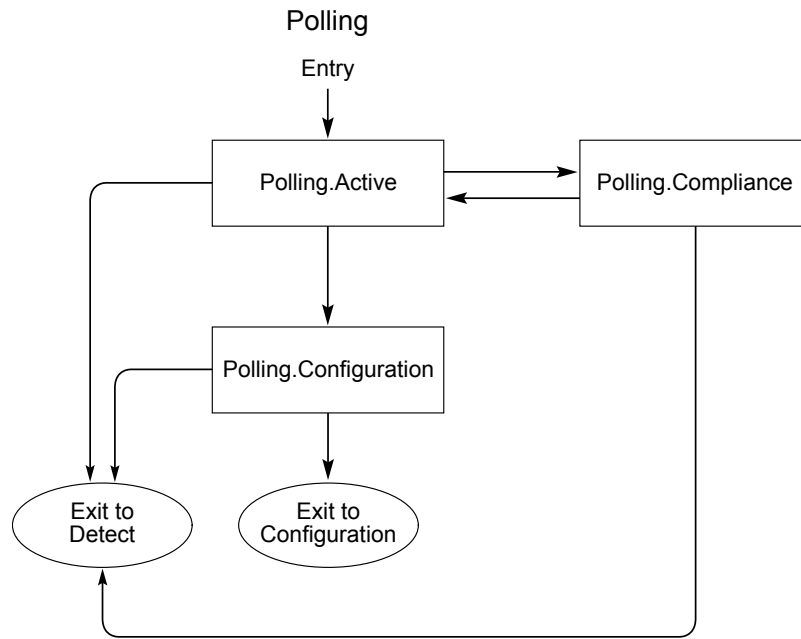 Polling
Entry
Polling.Active
Polling.Compliance
Polling.Configuration
Exit to
Detect
Exit to
Configuration